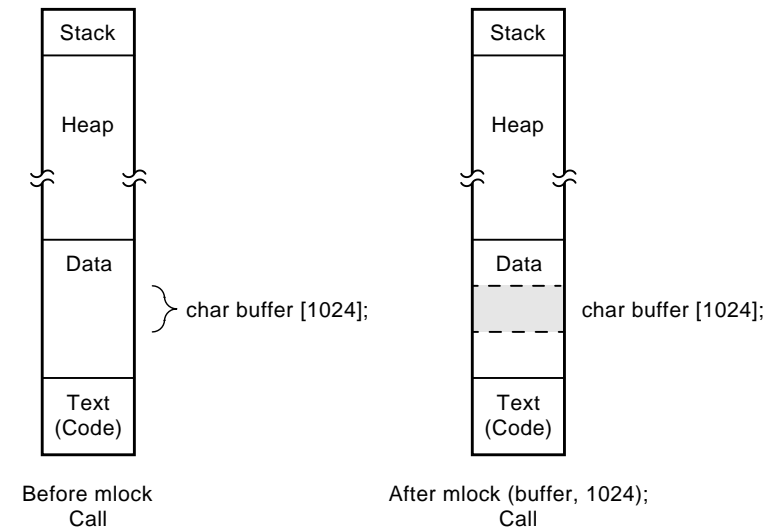 Stack
Heap
Data
char buffer [1024];
Text
(Code)
Before mlock
Call
Stack
Heap
Data
char buffer [1024];
Text
(Code)
After mlock (buffer, 1024);
Call